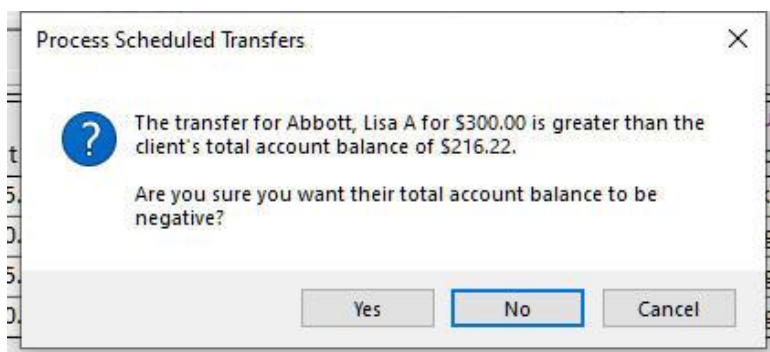 Process Scheduled Transfers
The transfer for Abbott, Lisa A for $300.00 is greater than the
client's total account balance of $216.22.
Are you sure you want their total account balance to be
negative?
Yes No Cancel